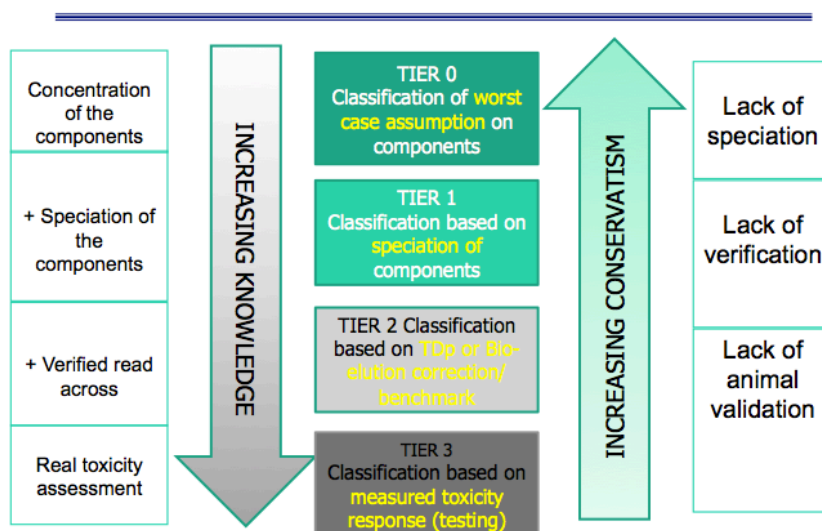 Concentration
of the
components
+ Speciation of
the
components
+ Verified read
across
Real toxicity
assessment
INCREASING KNOWLEDGE
TIER 0
Classification of worst
case assumption on
components
TIER 1
Classification based on
speciation of
components
TIER 2 Classification
based on TDp or Bio-
elution correction/
benchmark
TIER 3
Classification based on
measured toxicity
response (testing)
INCREASING CONSERVATISM
Lack of
speciation
Lack of
verification
Lack of
animal
validation